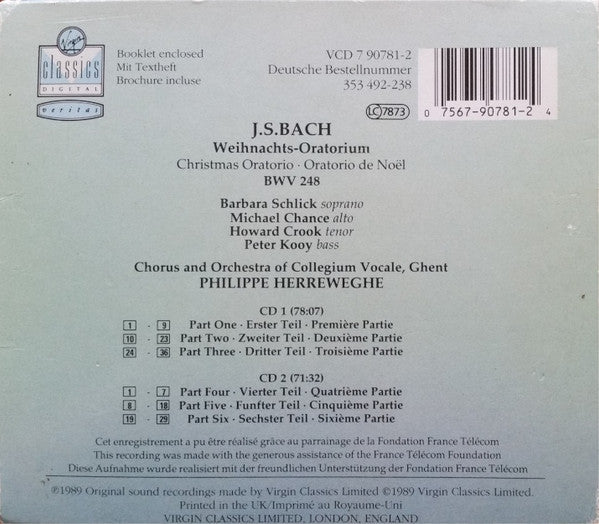 Virgin
classics
DIGITAL
veritas
Booklet enclosed
Mit Textheft
Brochure incluse
VCD 7 90781-2
Deutsche Bestellnummer
353 492-238
LC 7873
0 7567-90781-2 4
J.S.BACH
Weihnachts-Oratorium
Christmas Oratorio · Oratorio de Noël
BWV 248
Barbara Schlick soprano
Michael Chance alto
Howard Crook tenor
Peter Kooy bass
Chorus and Orchestra of Collegium Vocale, Ghent
PHILIPPE HERREWEGHE
CD 1 (78:07)
1 - 9 Part One · Erster Teil · Première Partie
10 - 23 Part Two · Zweiter Teil · Deuxième Partie
24 - 36 Part Three · Dritter Teil · Troisième Partie
CD 2 (71:32)
1 - 7 Part Four · Vierter Teil · Quatrième Partie
8 - 18 Part Five · Funfter Teil · Cinquième Partie
19 - 29 Part Six · Sechster Teil · Sixième Partie
Cet enregistrement a pu être réalisé grâce au parrainage de la Fondation France Télécom
This recording was made with the generous assistance of the France Télécom Foundation
Diese Aufnahme wurde realisiert mit der freundlichen Unterstützung der Fondation France Télécom
℗1989 Original sound recordings made by Virgin Classics Limited ©1989 Virgin Classics Limited.
Printed in the UK/Imprimé au Royaume-Uni
VIRGIN CLASSICS LIMITED, LONDON, ENGLAND